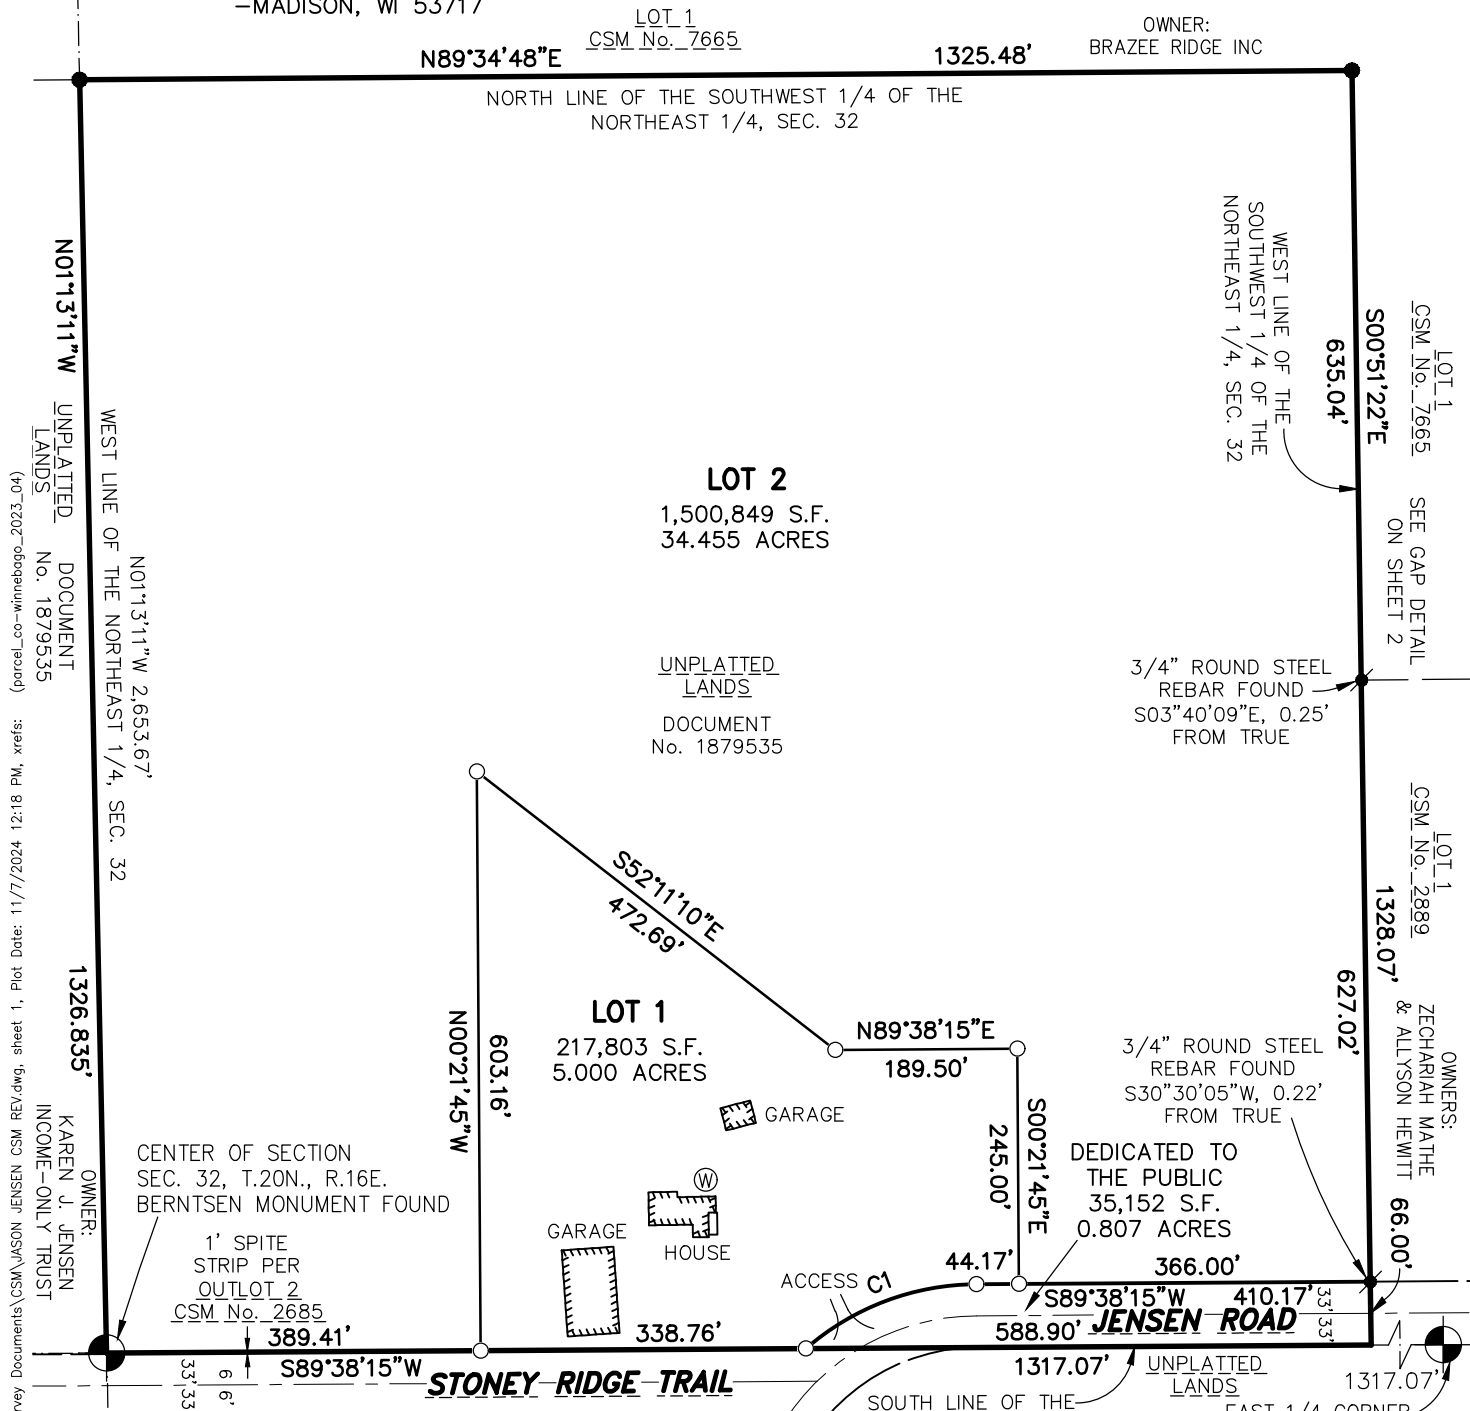 –MADISON, WI 53717
LOT 1
CSM No. 7665
OWNER:
BRAZEE RIDGE INC
N89°34'48"E
1325.48'
NORTH LINE OF THE SOUTHWEST 1/4 OF THE
NORTHEAST 1/4, SEC. 32
N01°13'11"W
UNPLATTED
LANDS
DOCUMENT
No. 1879535
WEST LINE OF THE NORTHEAST 1/4, SEC. 32
N01°13'11"W 2,653.67'
1326.835'
OWNER:
KAREN J. JENSEN
INCOME–ONLY TRUST
(parcel_co–winnebago_2023_04)
Documents\CSM\JASON JENSEN CSM REV.dwg, sheet 1, Plot Date: 11/7/2024 12:18 PM, xrefs:
WEST LINE OF THE
SOUTHWEST 1/4 OF THE
NORTHEAST 1/4, SEC. 32
S00°51'22"E
635.04'
LOT 1
CSM No. 7665
SEE GAP DETAIL
ON SHEET 2
LOT 2
1,500,849 S.F.
34.455 ACRES
UNPLATTED
LANDS
DOCUMENT
No. 1879535
3/4" ROUND STEEL
REBAR FOUND
S03"40'09"E, 0.25'
FROM TRUE
LOT 1
CSM No. 2889
1328.07'
627.02'
OWNERS:
ZECHARIAH MATHE
& ALLYSON HEWITT
66.00'
S52°11'10"E
472.69'
LOT 1
217,803 S.F.
5.000 ACRES
N00°21'45"W
603.16'
N89°38'15"E
189.50'
S00°21'45"E
245.00'
3/4" ROUND STEEL
REBAR FOUND
S30"30'05"W, 0.22'
FROM TRUE
GARAGE
W
HOUSE
GARAGE
DEDICATED TO
THE PUBLIC
35,152 S.F.
0.807 ACRES
CENTER OF SECTION
SEC. 32, T.20N., R.16E.
BERNTSEN MONUMENT FOUND
1' SPITE
STRIP PER
OUTLOT 2
CSM No. 2685
ACCESS
C1
44.17'
366.00'
S89°38'15"W
410.17'
33'
33'
JENSEN ROAD
389.41'
338.76'
588.90'
S89°38'15"W
1317.07'
33'
33'
6'
6'
STONEY RIDGE TRAIL
UNPLATTED
LANDS
1317.07'
SOUTH LINE OF THE
EAST 1/4 CORNER